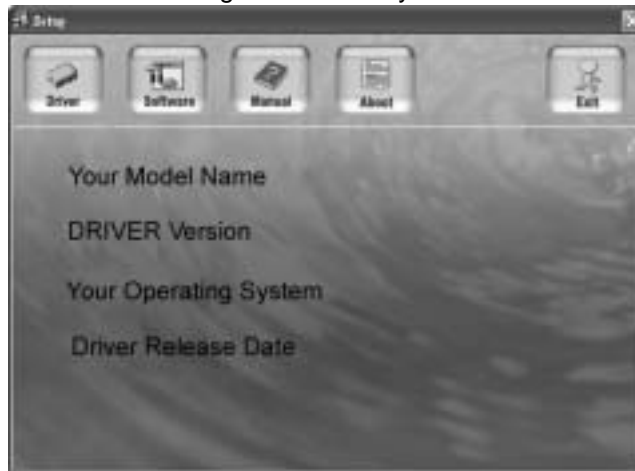 Setup
Driver
Software
Manual
About
Exit
Your Model Name
DRIVER Version
Your Operating System
Driver Release Date